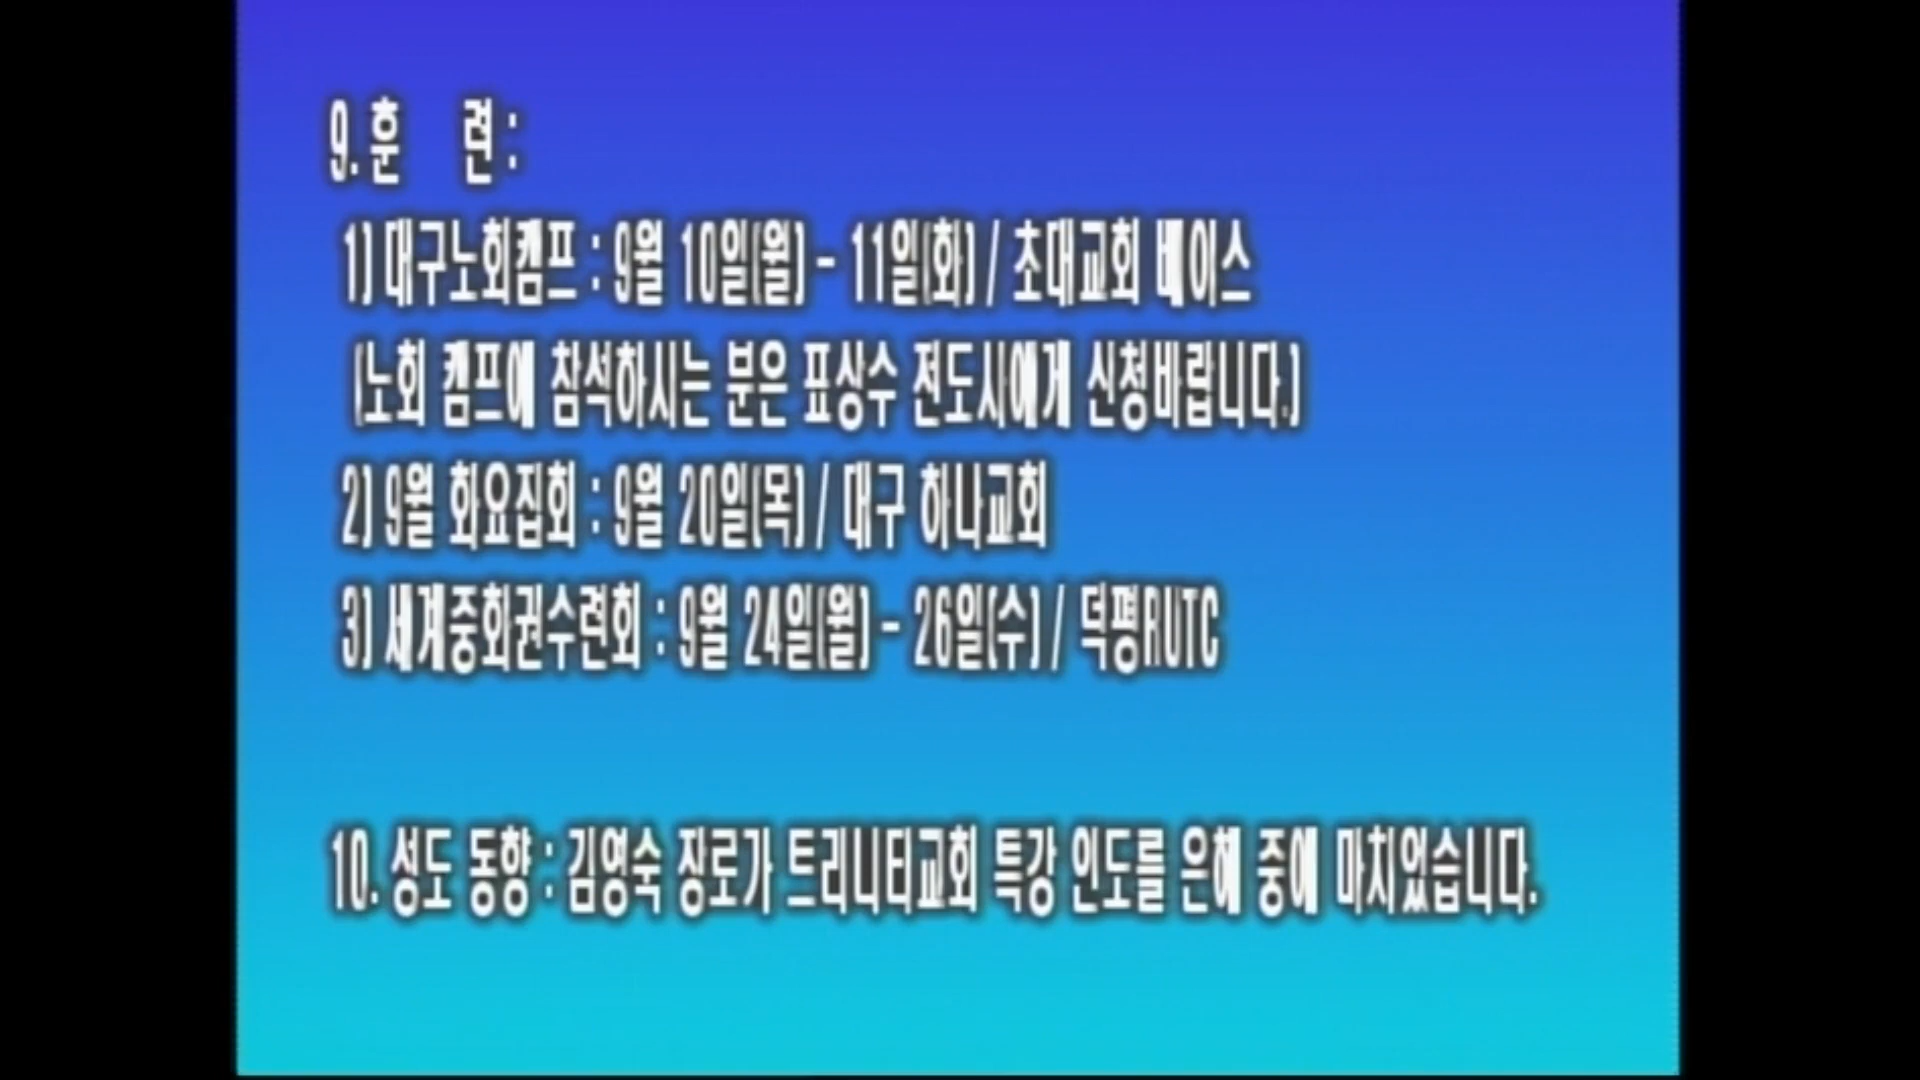 9. 훈 련 :
1) 대구노회캠프 : 9월 10일(월) - 11일(화) / 초대교회 베이스
(노회 캠프에 참석하시는 분은 표상수 전도사에게 신청바랍니다.)
2) 9월 화요집회 : 9월 20일(목) / 대구 하나교회
3) 세계중회권수련회 : 9월 24일(월) - 26일(수) / 덕평RUTC
10. 성도 동향 : 김영숙 장로가 트리니티교회 특강 인도를 은혜 중에 마치었습니다.